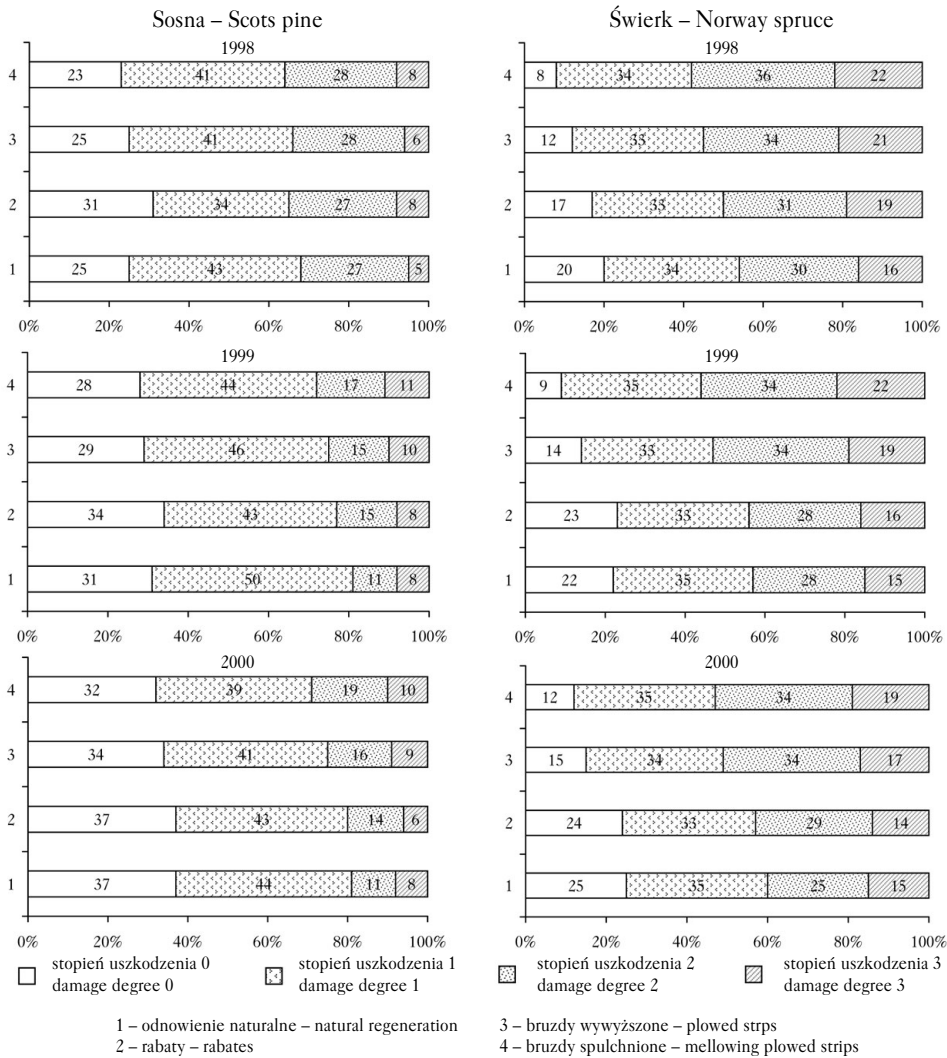 Sosna – Scots pine
1998
4 23 41 28 8
3 25 41 28 6
2 31 34 27 8
1 25 43 27 5
0% 20% 40% 60% 80% 100%
1999
4 28 44 17 11
3 29 46 15 10
2 34 43 15 8
1 31 50 11 8
0% 20% 40% 60% 80% 100%
2000
4 32 39 19 10
3 34 41 16 9
2 37 43 14 6
1 37 44 11 8
0% 20% 40% 60% 80% 100%
Świerk – Norway spruce
1998
4 8 34 36 22
3 12 33 34 21
2 17 33 31 19
1 20 34 30 16
0% 20% 40% 60% 80% 100%
1999
4 9 35 34 22
3 14 33 34 19
2 23 33 28 16
1 22 35 28 15
0% 20% 40% 60% 80% 100%
2000
4 12 35 34 19
3 15 34 34 17
2 24 33 29 14
1 25 35 25 15
0% 20% 40% 60% 80% 100%
stopień uszkodzenia 0
damage degree 0
stopień uszkodzenia 1
damage degree 1
stopień uszkodzenia 2
damage degree 2
stopień uszkodzenia 3
damage degree 3
1 – odnowienie naturalne – natural regeneration
2 – rabaty – rabates
3 – bruzdy wywyższone – plowed strps
4 – bruzdy spulchnione – mellowing plowed strips